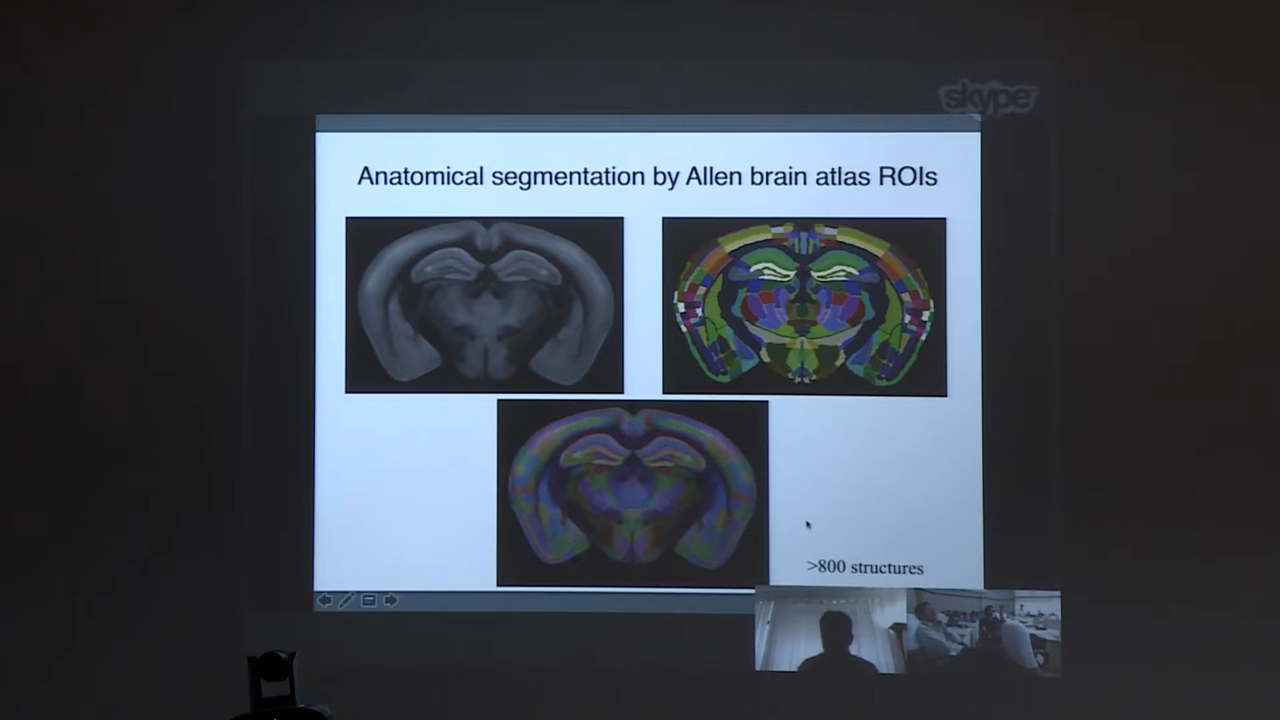 skype
Anatomical segmentation by Allen brain atlas ROIs
>800 structures